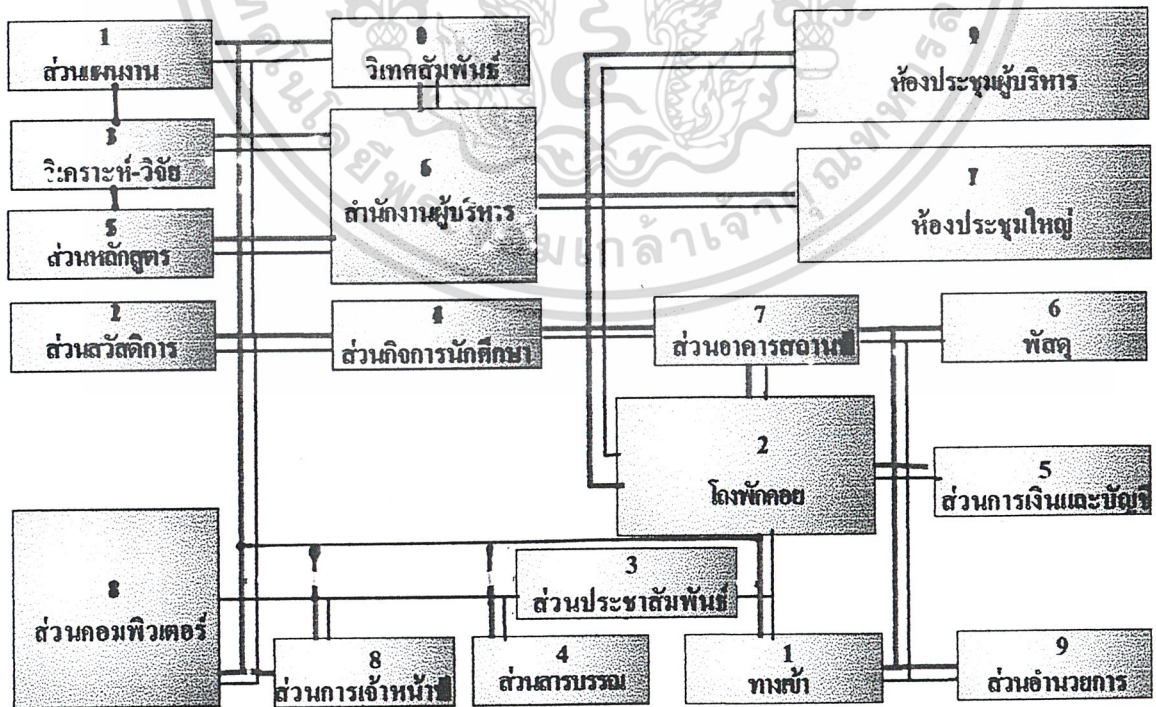 1
ส่วนแผนงาน
วิเทศสัมพันธ์
9
ห้องประชุมผู้บริหาร
3
วิเคราะห์-วิจัย
6
สำนักงานผู้บริหาร
7
ห้องประชุมใหญ่
5
ส่วนหลักสูตร
2
ส่วนสวัสดิการ
4
ส่วนกิจการนักศึกษา
7
ส่วนอาคารสถานที่
6
พัสดุ
2
โถงพักคอย
5
ส่วนการเงินและบัญชี
8
ส่วนคอมพิวเตอร์
3
ส่วนประชาสัมพันธ์
8
ส่วนการเจ้าหน้าที่
4
ส่วนสารบรรณ
1
ทางเข้า
9
ส่วนอำนวยการ